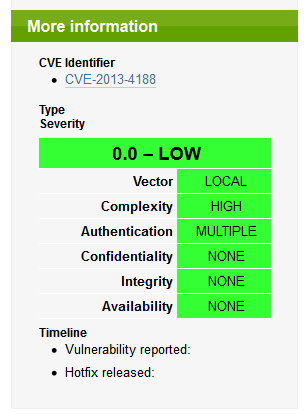 More information
CVE Identifier
CVE-2013-4188
Type
Severity
0.0 – LOW
Vector LOCAL
Complexity HIGH
Authentication MULTIPLE
Confidentiality NONE
Integrity NONE
Availability NONE
Timeline
Vulnerability reported:
Hotfix released: